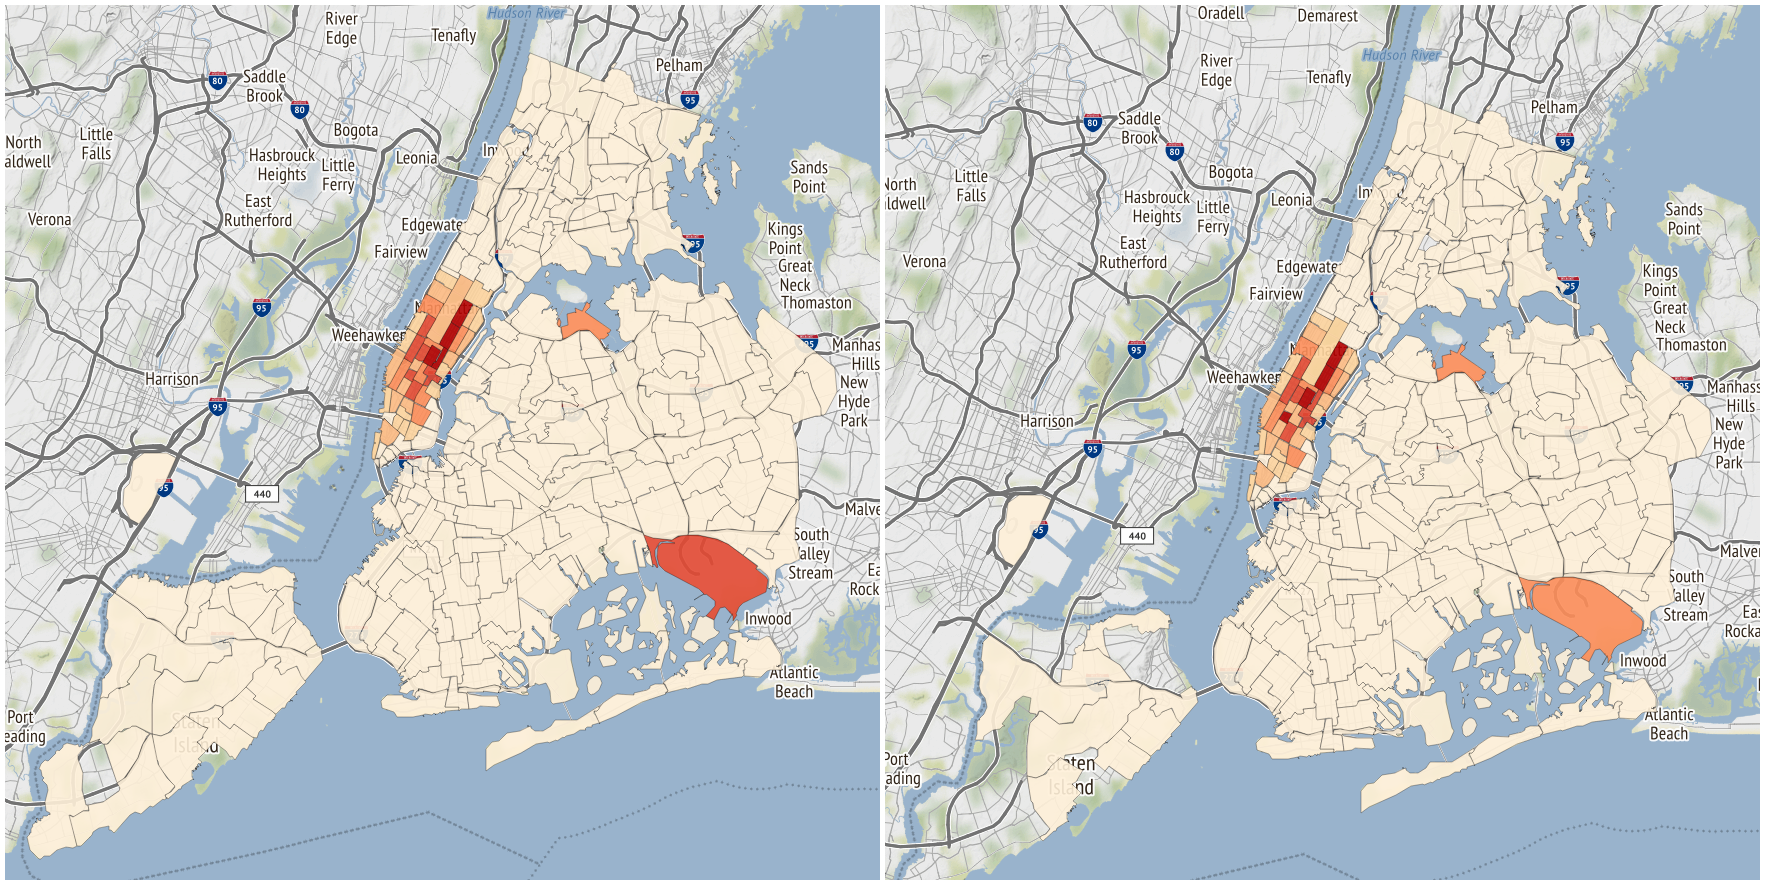 Hudson River
River
Edge
Tenafly
Pelham
95
80
Saddle
Brook
80
North
aldwell
Little
Falls
Bogota
Hasbrouck
Heights
Little
Ferry
Leonia
Sands
Point
Verona
East
Rutherford
Edgewate
Fairview
95
Kings
Point
Great
Neck
Thomaston
95
Weehawken
95
Manhas
Hills
New
Hyde
Park
Harrison
95
95
440
Malve
South
alley
Stream
Ea
Rock
Inwood
Atlantic
Beach
Port
eading
Staten
Island
Oradell
Demarest
Hudson River
River
Edge
Tenafly
Pelham
95
80
Saddle
Brook
80
North
ldwell
Little
Falls
Bogota
Hasbrouck
Heights
Little
Ferry
Leonia
Sands
Point
Verona
East
Rutherford
Edgewate
Fairview
95
Kings
Point
Great
Neck
Thomaston
95
Weehawken
95
Manhass
Hills
New
Hyde
Park
Harrison
95
95
440
Malver
South
alley
Stream
Eas
Rocka
Inwood
Atlantic
Beach
Port
ading
Staten
Island